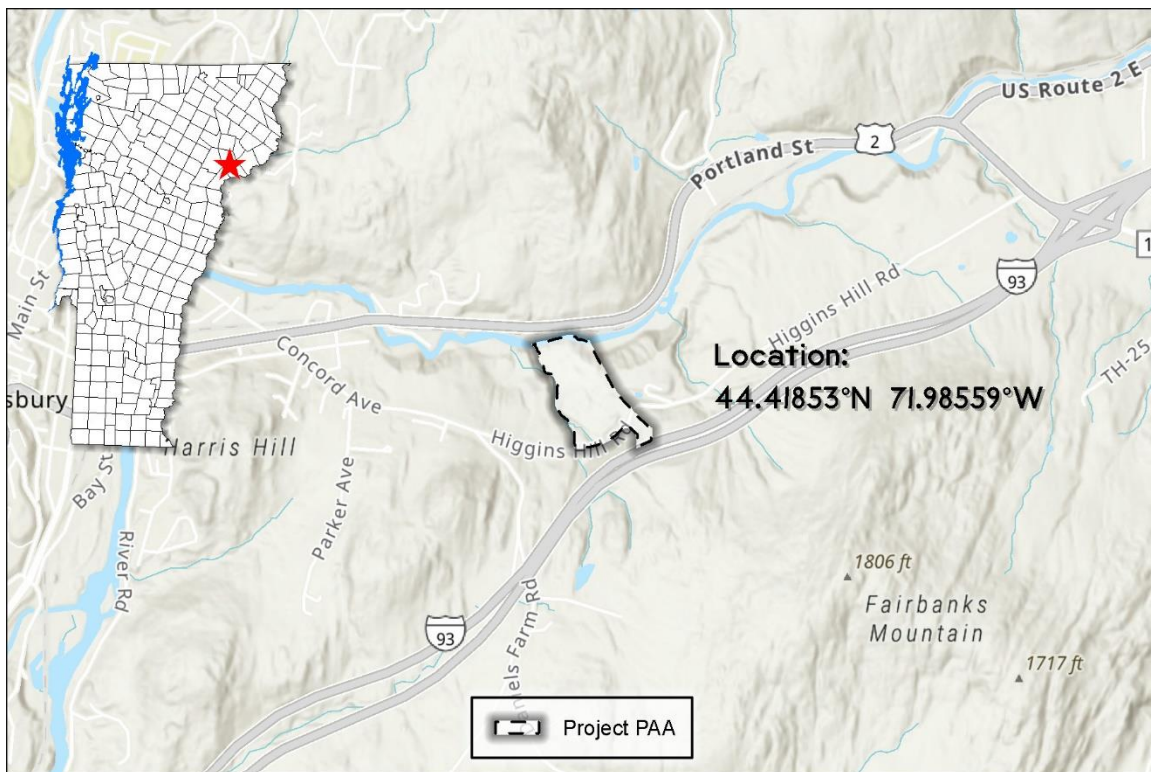 US Route 2 E
2
Portland St
1
93
Main St
Higgins Hill Rd
Location:
44.41853°N 71.98559°W
TH-25
Concord Ave
sbury
Harris Hill
Higgins Hill Rd
Bay St
Parker Ave
River Rd
1806 ft
Fairbanks
Mountain
93
1717 ft
Daniels Farm Rd
Project PAA